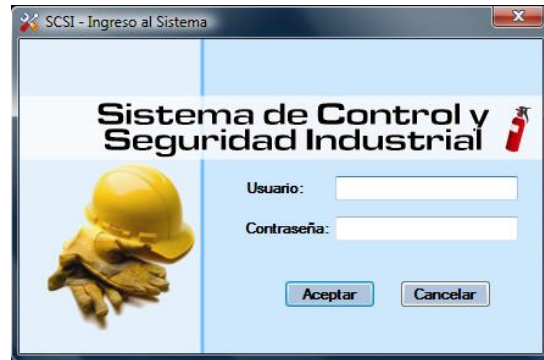 SCSI - Ingreso al Sistema
Sistema de Control y
Seguridad Industrial
Usuario:
Contraseña:
Aceptar Cancelar